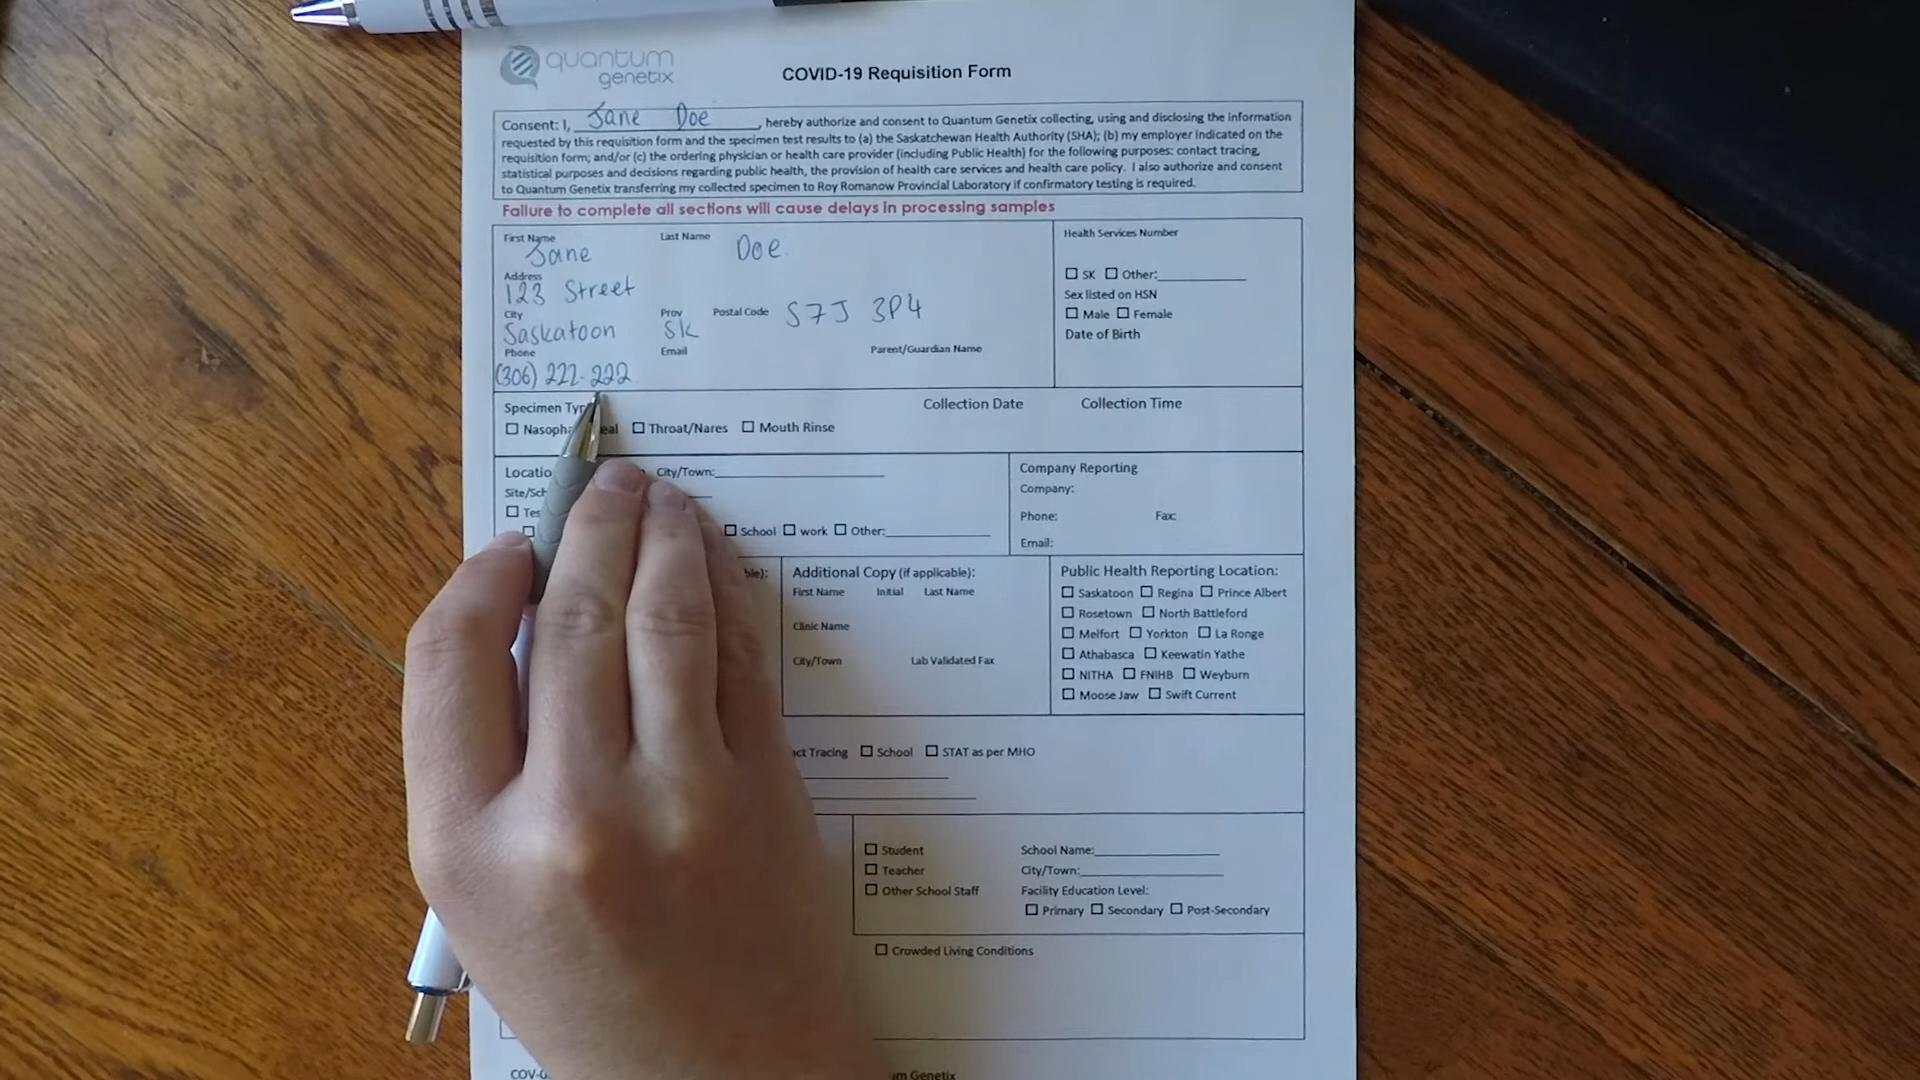 quantum
genetix
COVID-19 Requisition Form
Consent: I, Jane Doe, hereby authorize and consent to Quantum Genetix collecting, using and disclosing the information
requested by this requisition form and the specimen test results to (a) the Saskatchewan Health Authority (SHA); (b) my employer indicated on the
requisition form; and/or (c) the ordering physician or health care provider (including Public Health) for the following purposes: contact tracing,
statistical purposes and decisions regarding public health, the provision of health care services and health care policy. I also authorize and consent
to Quantum Genetix transferring my collected specimen to Roy Romanow Provincial Laboratory if confirmatory testing is required.
Failure to complete all sections will cause delays in processing samples
First Name Last Name
Jane Doe.
Address
123 Street
City Prov Postal Code S7J 3P4
Saskatoon SK
Phone Email Parent/Guardian Name
(306) 222-222
Health Services Number
SK Other:
Sex listed on HSN
Male Female
Date of Birth
Specimen Collection Date Collection Time
Throat/Nares Mouth Rinse
City/Town:
School work Other:
Company Reporting
Company:
Phone: Fax:
Email:
Additional Copy (if applicable):
First Name Initial Last Name
Clinic Name
City/Town Lab Validated Fax
Public Health Reporting Location:
Saskatoon Regina Prince Albert
Rosetown North Battleford
Melfort Yorkton La Ronge
Athabasca Keewatin Yathe
NITHA FNIHB Weyburn
Moose Jaw Swift Current
Tracing School STAT as per MHO
Student School Name:
Teacher City/Town:
Other School Staff Facility Education Level:
Primary Secondary Post-Secondary
Crowded Living Conditions
Genetix